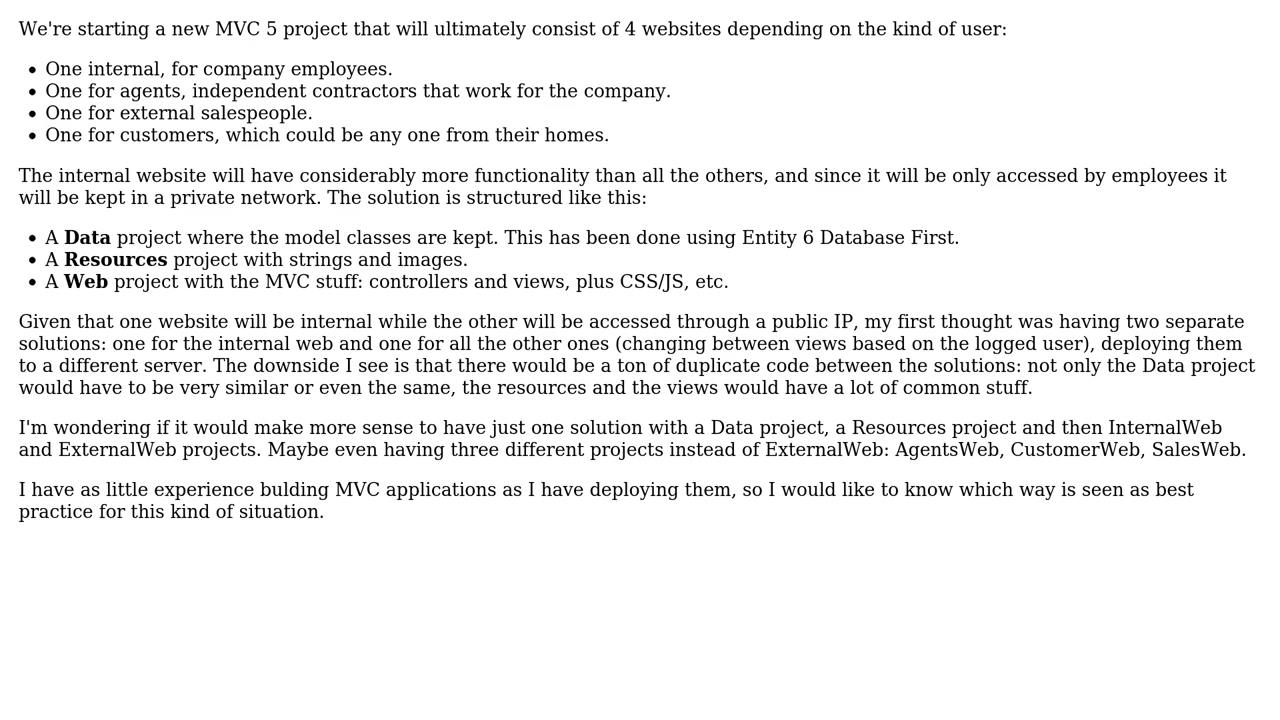 We're starting a new MVC 5 project that will ultimately consist of 4 websites depending on the kind of user:
• One internal, for company employees.
• One for agents, independent contractors that work for the company.
• One for external salespeople.
• One for customers, which could be any one from their homes.
The internal website will have considerably more functionality than all the others, and since it will be only accessed by employees it
will be kept in a private network. The solution is structured like this:
• A Data project where the model classes are kept. This has been done using Entity 6 Database First.
• A Resources project with strings and images.
• A Web project with the MVC stuff: controllers and views, plus CSS/JS, etc.
Given that one website will be internal while the other will be accessed through a public IP, my first thought was having two separate
solutions: one for the internal web and one for all the other ones (changing between views based on the logged user), deploying them
to a different server. The downside I see is that there would be a ton of duplicate code between the solutions: not only the Data project
would have to be very similar or even the same, the resources and the views would have a lot of common stuff.
I'm wondering if it would make more sense to have just one solution with a Data project, a Resources project and then InternalWeb
and ExternalWeb projects. Maybe even having three different projects instead of ExternalWeb: AgentsWeb, CustomerWeb, SalesWeb.
I have as little experience bulding MVC applications as I have deploying them, so I would like to know which way is seen as best
practice for this kind of situation.